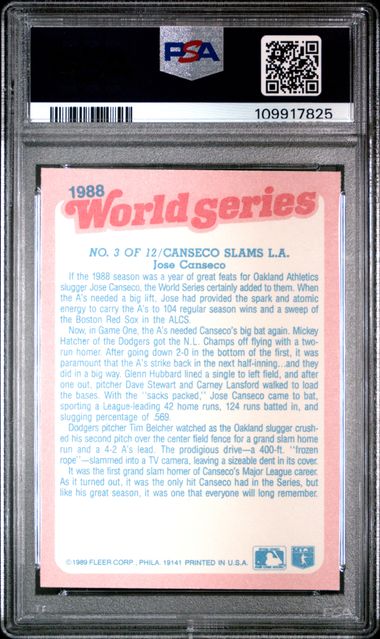 PSA
109917825
1988
World Series
NO. 3 OF 12/CANSECO SLAMS L.A.
Jose Canseco
If the 1988 season was a year of great feats for Oakland Athletics
slugger Jose Canseco, the World Series certainly added to them. When
the A's needed a big lift, Jose had provided the spark and atomic
energy to carry the A's to 104 regular season wins and a sweep of
the Boston Red Sox in the ALCS.
Now, in Game One, the A's needed Canseco's big bat again. Mickey
Hatcher of the Dodgers got the N.L. Champs off flying with a two-
run homer. After going down 2-0 in the bottom of the first, it was
paramount that the A's strike back in the next half-inning...and they
did in a big way. Glenn Hubbard lined a single to left field, and after
one out, pitcher Dave Stewart and Carney Lansford walked to load
the bases. With the "sacks packed," Jose Canseco came to bat,
sporting a League-leading 42 home runs, 124 runs batted in, and
slugging percentage of .569.
Dodgers pitcher Tim Belcher watched as the Oakland slugger crush-
ed his second pitch over the center field fence for a grand slam home
run and a 4-2 A's lead. The prodigious drive—a 400-ft. "frozen
rope"—slammed into a TV camera, leaving a sizeable dent in its cover.
It was the first grand slam homer of Canseco's Major League career.
As it turned out, it was the only hit Canseco had in the Series, but
like his great season, it was one that everyone will long remember.
©1989 FLEER CORP., PHILA. 19141 PRINTED IN U.S.A.